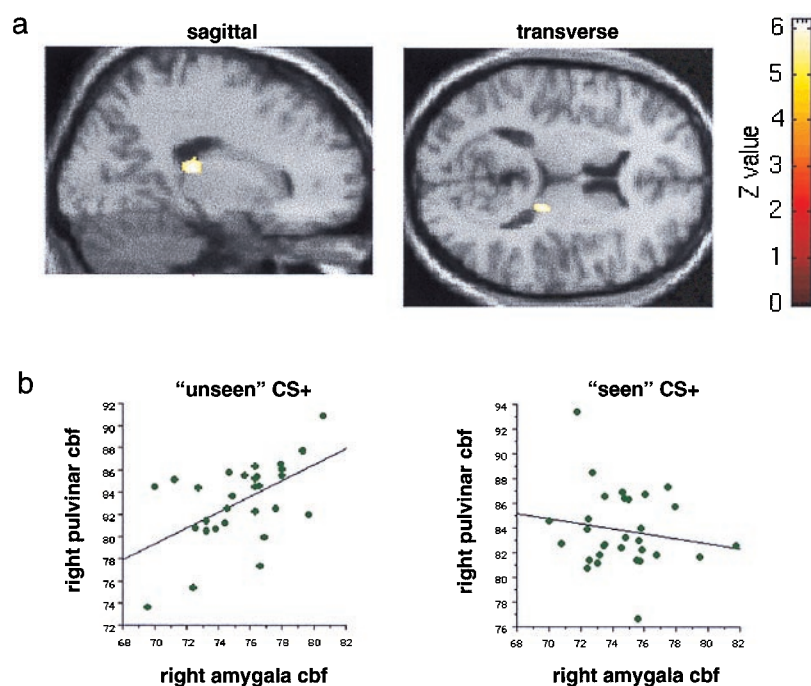 a
sagittal
transverse
6
5
4
3
2
1
0
Z value
b
“unseen” CS+
92
90
88
86
84
82
80
78
76
74
72
68 70 72 74 76 78 80 82
right pulvinar cbf
right amygala cbf
“seen” CS+
94
92
90
88
86
84
82
80
78
76
68 70 72 74 76 78 80 82
right pulvinar cbf
right amygala cbf